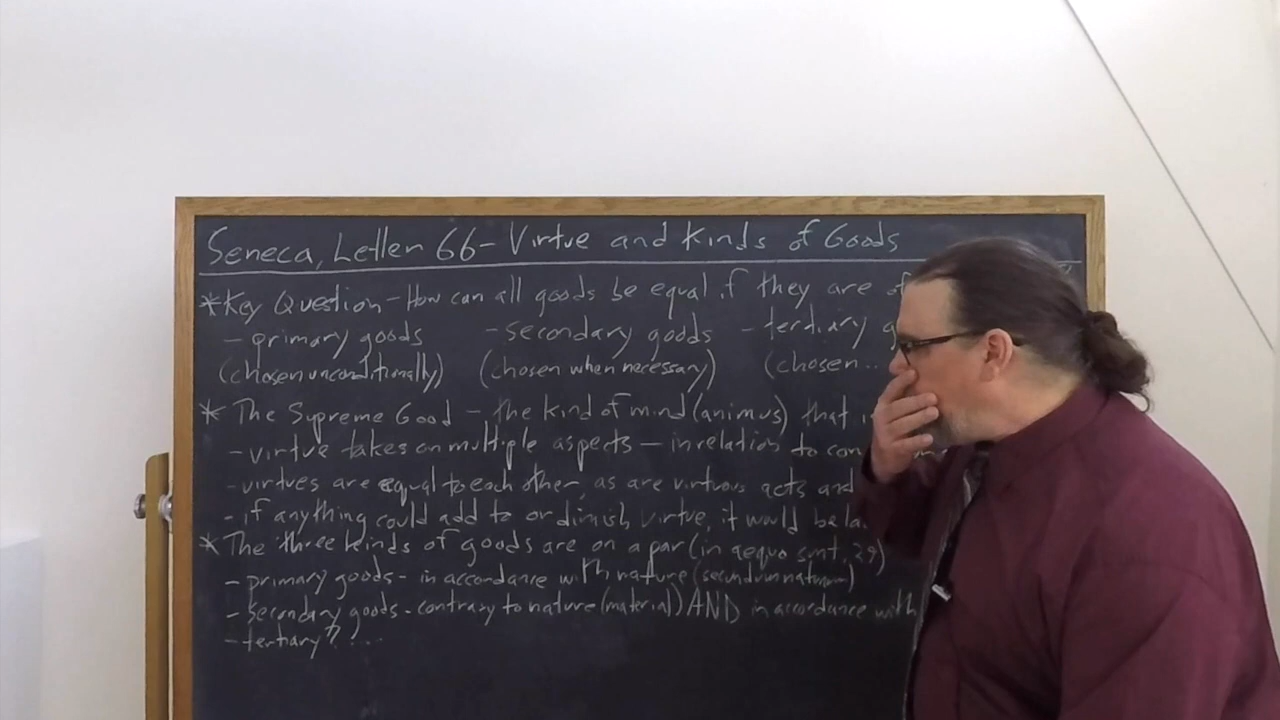 Seneca, Letter 66 - Virtue and Kinds of Goods
* Key Question - How can all goods be equal if they are of
- primary goods - secondary goods - tertiary
(chosen unconditionally) (chosen when necessary) (chosen ..
* The Supreme Good - the kind of mind (animus) that
- virtue takes on multiple aspects - in relation to
- virtues are equal to each other, as are virtuous acts and
- if anything could add to or dimish virtue, it would be
* The three kinds of goods are on a par (in aequo sunt, 29)
- primary goods - in accordance with nature (secundum naturam)
- secondary goods - contrary to nature (material) AND in accordance with
- tertiary? ? ....